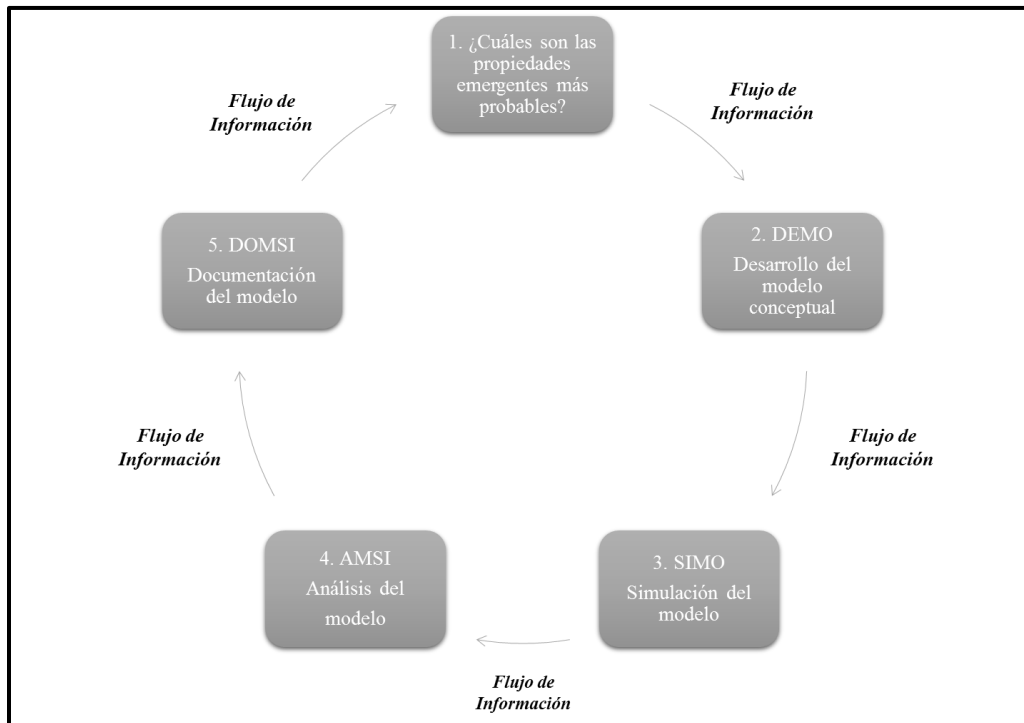 1. ¿Cuáles son las
propiedades
emergentes más
probables?
Flujo de
Información
2. DEMO
Desarrollo del
modelo
conceptual
Flujo de
Información
3. SIMO
Simulación del
modelo
Flujo de
Información
4. AMSI
Análisis del
modelo
Flujo de
Información
5. DOMSI
Documentación
del modelo
Flujo de
Información